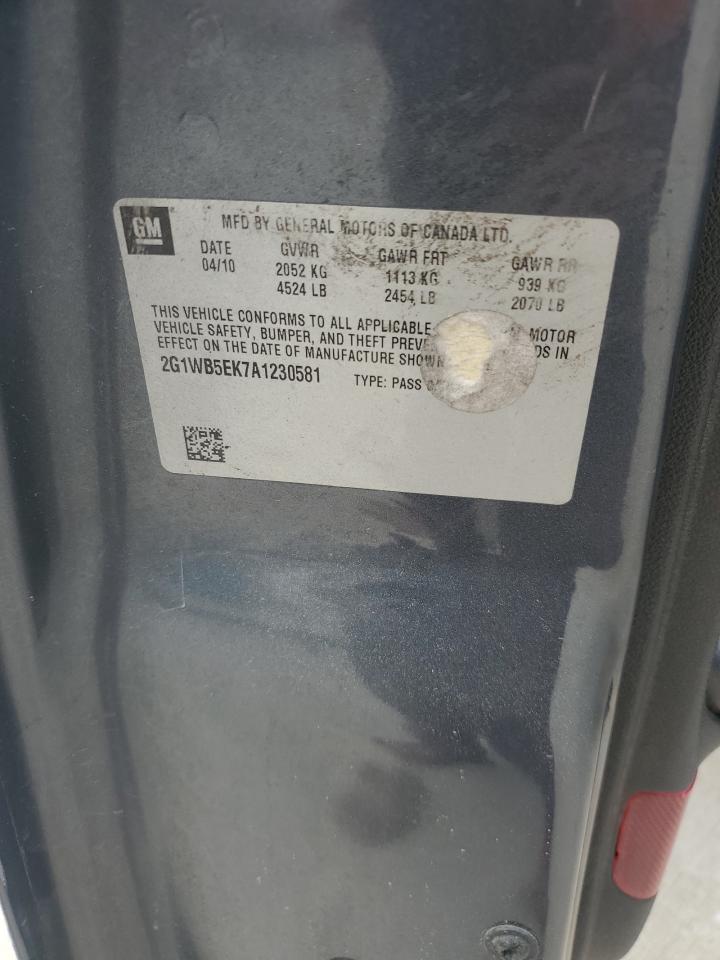 GM
MFD BY GENERAL MOTORS OF CANADA LTD.
DATE GVWR GAWR FRT GAWR RR
04/10 2052 KG 1113 KG 939 KG
4524 LB 2454 LB 2070 LB
THIS VEHICLE CONFORMS TO ALL APPLICABLE MOTOR
VEHICLE SAFETY, BUMPER, AND THEFT IN
EFFECT ON THE DATE OF MANUFACTURE
2G1WB5EK7A1230581 TYPE: PASS